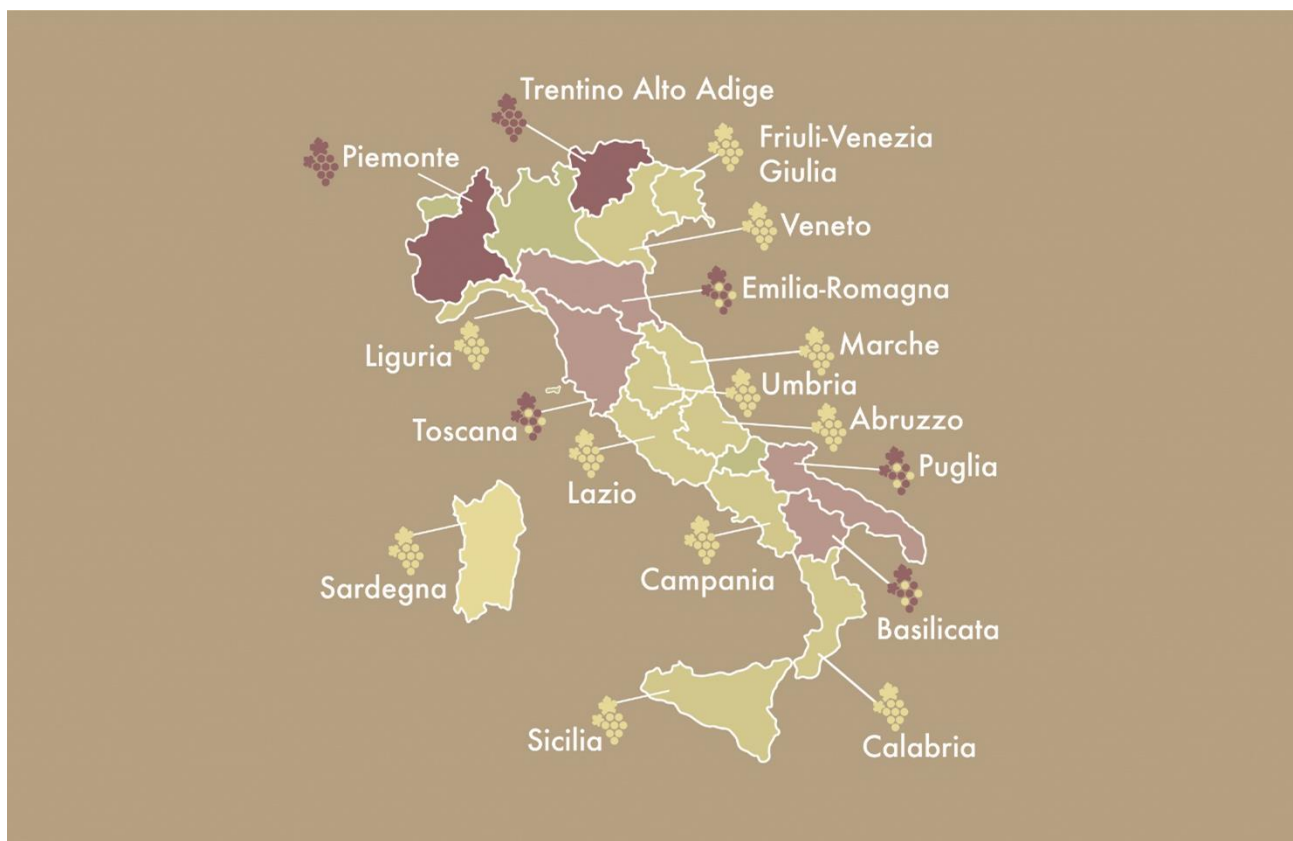 Trentino Alto Adige
Piemonte
Friuli-Venezia
Giulia
Veneto
Emilia-Romagna
Liguria
Marche
Umbria
Abruzzo
Toscana
Lazio
Puglia
Sardegna
Campania
Basilicata
Sicilia
Calabria